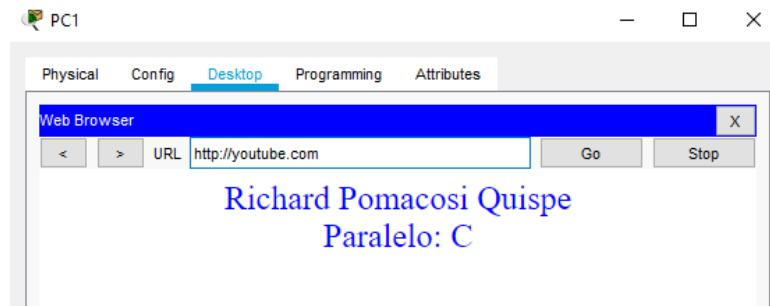 PC1
Physical Config Desktop Programming Attributes
Web Browser X
< > URL http://youtube.com Go Stop
Richard Pomacosi Quispe
Paralelo: C